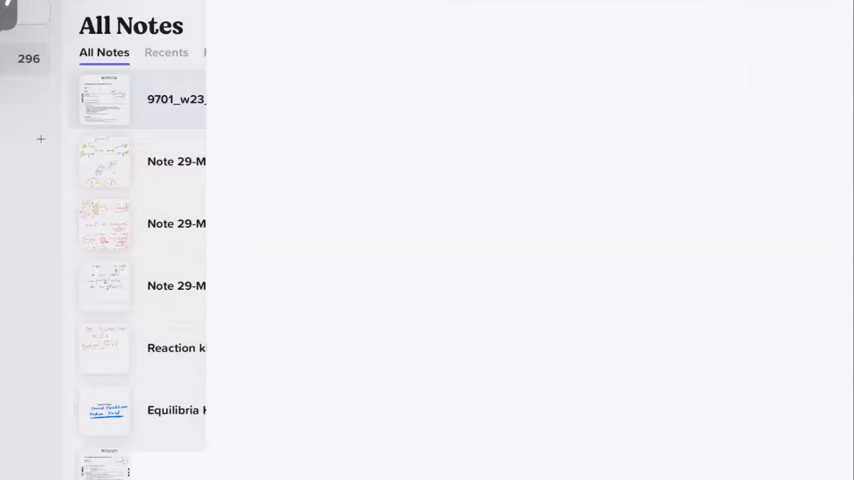 All Notes
296
All Notes Recents
9701_w23_
Note 29-M
Note 29-M
Note 29-M
Reaction k
Equilibria